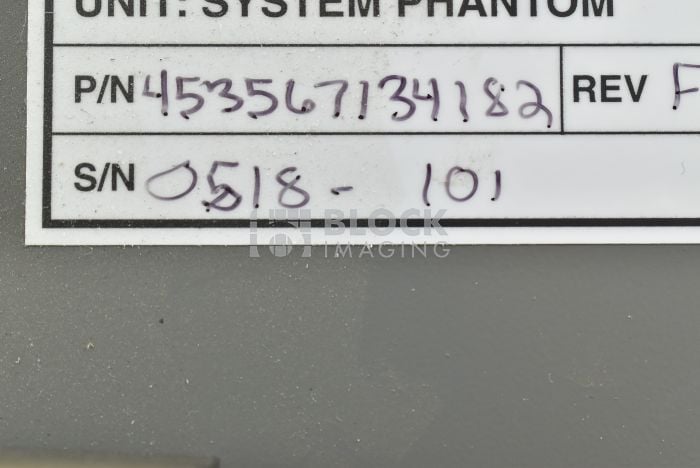 UNIT: SYSTEM PHANTOM
P/N 453567134182 REV F
S/N 0518 - 101
BLOCK
IMAGING